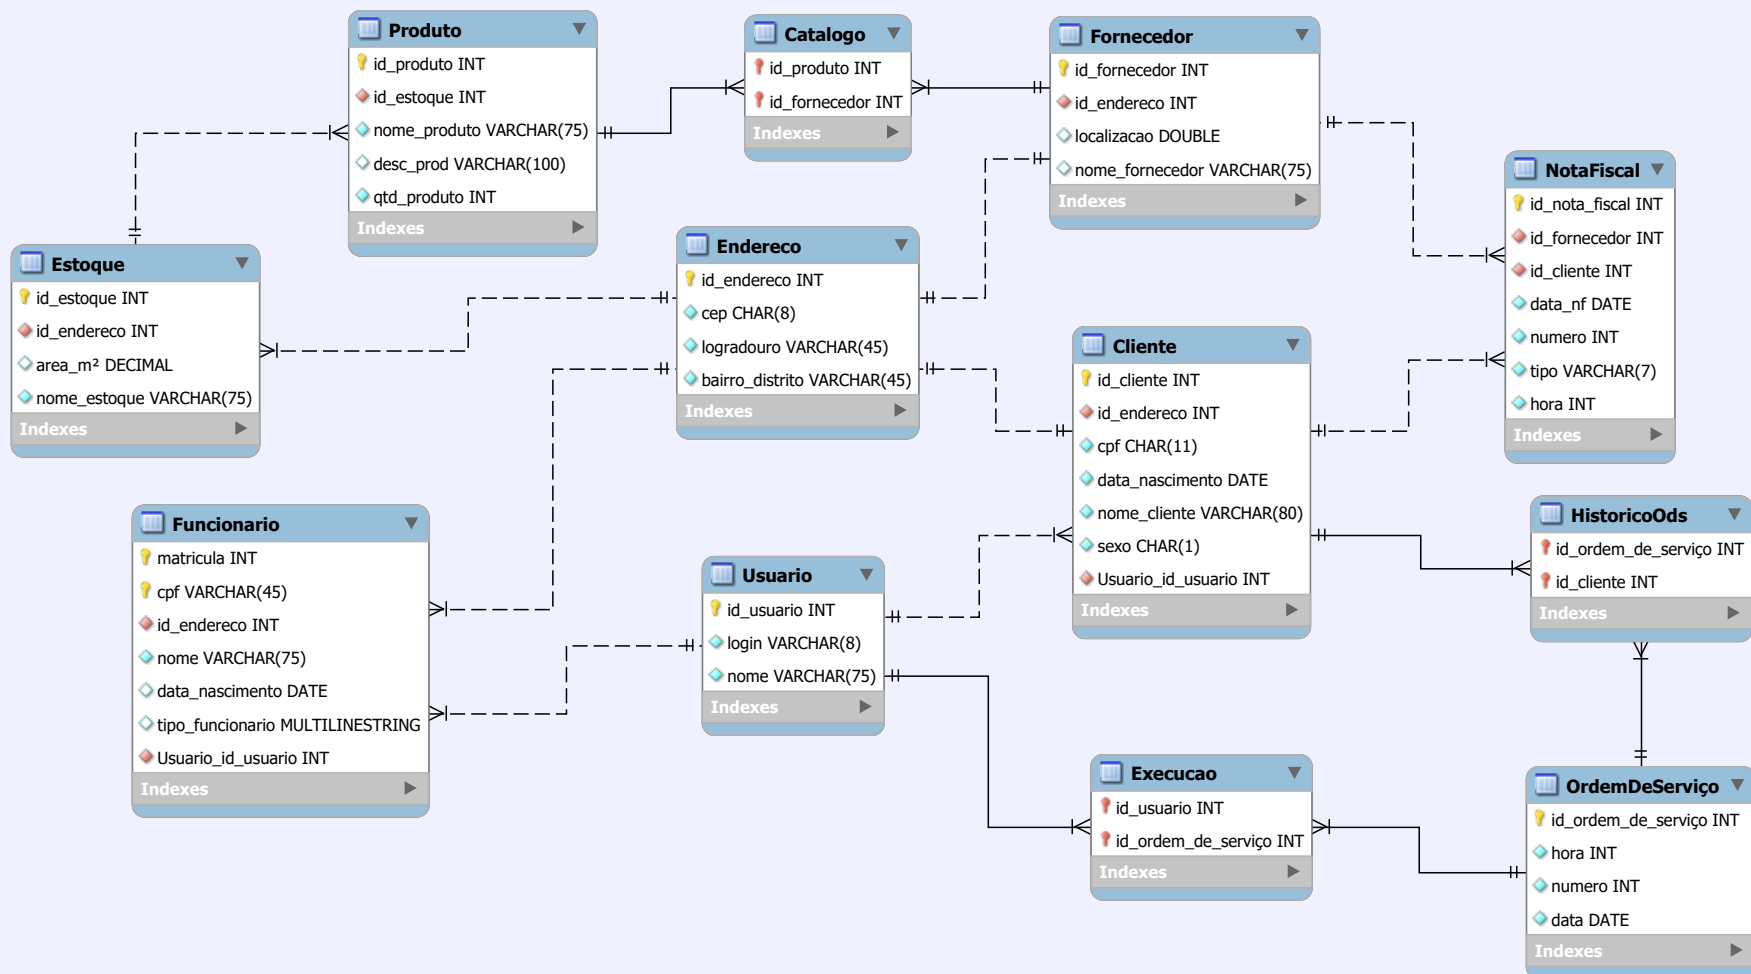 Produto
id_produto INT
id_estoque INT
nome_produto VARCHAR(75)
desc_prod VARCHAR(100)
qtd_produto INT
Indexes
Catalogo
id_produto INT
id_fornecedor INT
Indexes
Fornecedor
id_fornecedor INT
id_endereco INT
localizacao DOUBLE
nome_fornecedor VARCHAR(75)
Indexes
NotaFiscal
id_nota_fiscal INT
id_fornecedor INT
id_cliente INT
data_nf DATE
numero INT
tipo VARCHAR(7)
hora INT
Indexes
Estoque
id_estoque INT
id_endereco INT
area_m² DECIMAL
nome_estoque VARCHAR(75)
Indexes
Endereco
id_endereco INT
cep CHAR(8)
logradouro VARCHAR(45)
bairro_distrito VARCHAR(45)
Indexes
Cliente
id_cliente INT
id_endereco INT
cpf CHAR(11)
data_nascimento DATE
nome_cliente VARCHAR(80)
sexo CHAR(1)
Usuario_id_usuario INT
Indexes
Funcionario
matricula INT
cpf VARCHAR(45)
id_endereco INT
nome VARCHAR(75)
data_nascimento DATE
tipo_funcionario MULTILINESTRING
Usuario_id_usuario INT
Indexes
Usuario
id_usuario INT
login VARCHAR(8)
nome VARCHAR(75)
Indexes
HistoricoOds
id_ordem_de_serviço INT
id_cliente INT
Indexes
Execucao
id_usuario INT
id_ordem_de_serviço INT
Indexes
OrdemDeServiço
id_ordem_de_serviço INT
hora INT
numero INT
data DATE
Indexes